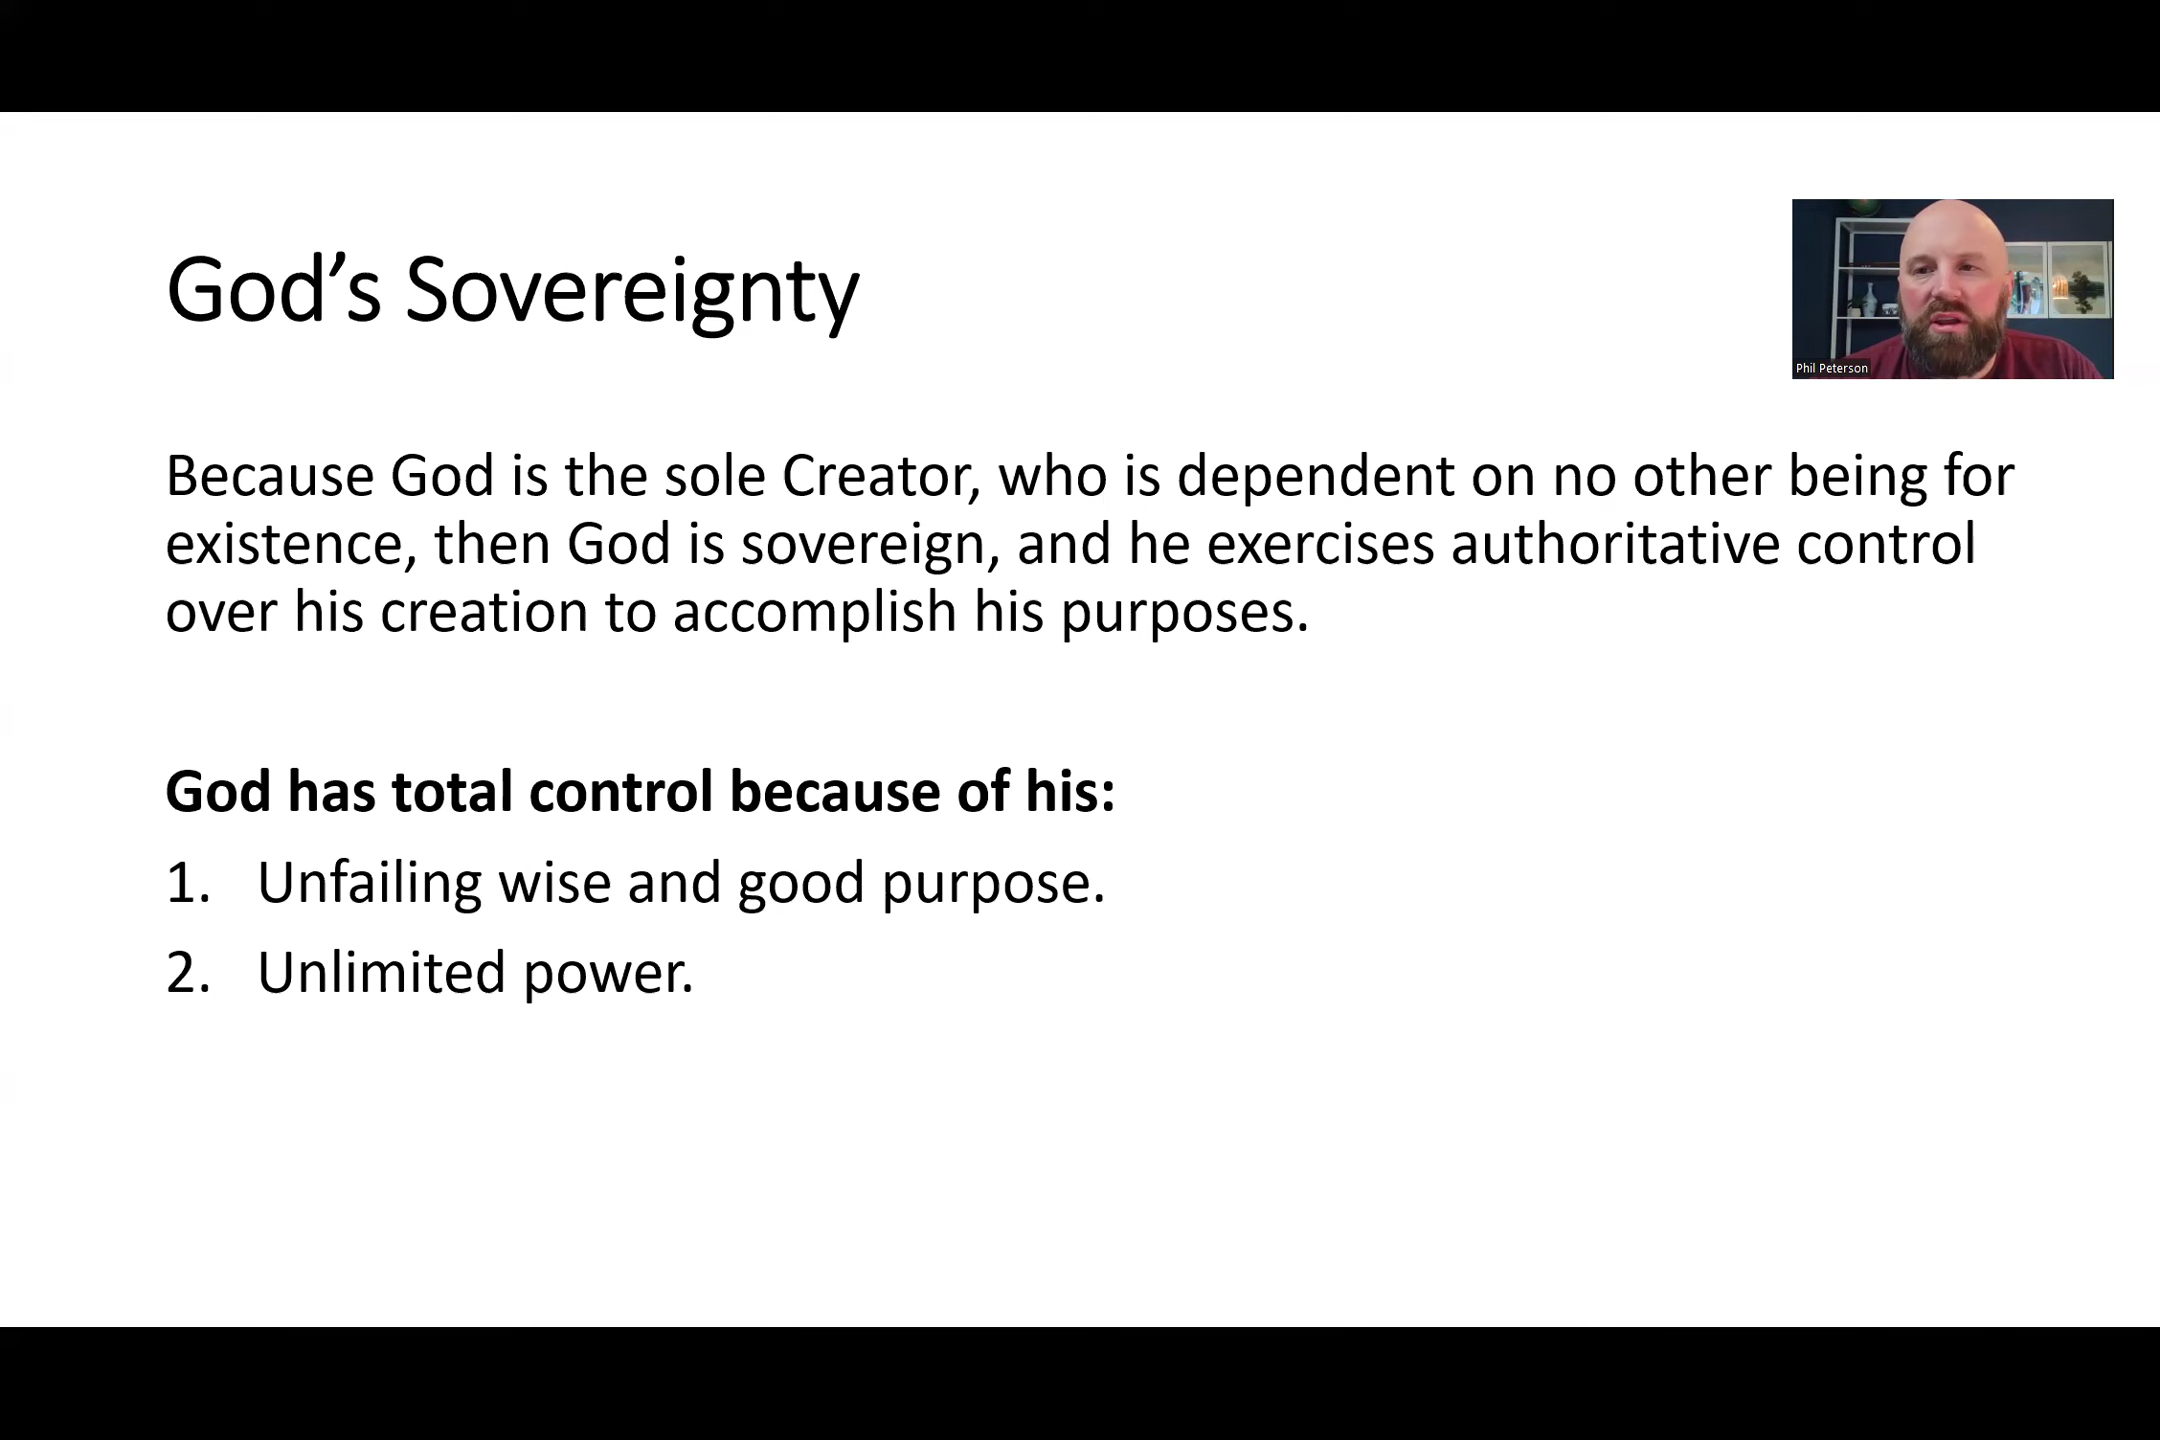 God’s Sovereignty
Phil Peterson
Because God is the sole Creator, who is dependent on no other being for
existence, then God is sovereign, and he exercises authoritative control
over his creation to accomplish his purposes.
God has total control because of his:
1. Unfailing wise and good purpose.
2. Unlimited power.